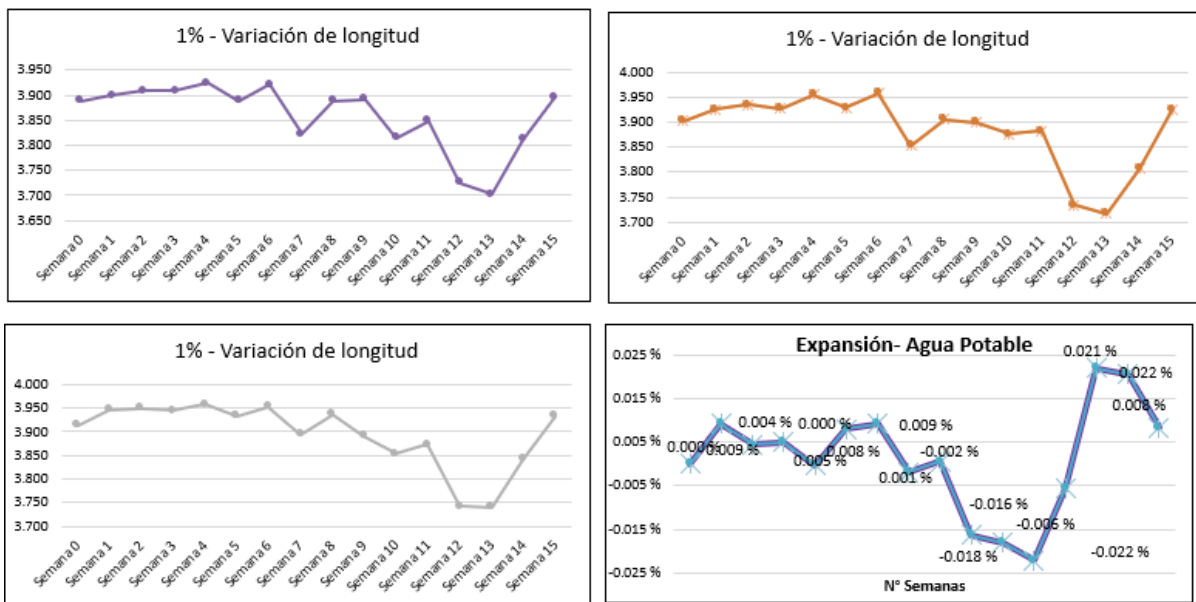 1% - Variación de longitud
3.950
3.900
3.850
3.800
3.750
3.700
3.650
Semana 0
Semana 1
Semana 2
Semana 3
Semana 4
Semana 5
Semana 6
Semana 7
Semana 8
Semana 9
Semana 10
Semana 11
Semana 12
Semana 13
Semana 14
Semana 15
1% - Variación de longitud
4.000
3.950
3.900
3.850
3.800
3.750
3.700
Semana 0
Semana 1
Semana 2
Semana 3
Semana 4
Semana 5
Semana 6
Semana 7
Semana 8
Semana 9
Semana 10
Semana 11
Semana 12
Semana 13
Semana 14
Semana 15
1% - Variación de longitud
4.000
3.950
3.900
3.850
3.800
3.750
3.700
Semana 0
Semana 1
Semana 2
Semana 3
Semana 4
Semana 5
Semana 6
Semana 7
Semana 8
Semana 9
Semana 10
Semana 11
Semana 12
Semana 13
Semana 14
Semana 15
Expansión- Agua Potable
0.025 %
0.015 %
0.005 %
-0.005 %
-0.015 %
-0.025 %
0.000 %
0.009 %
0.004 %
0.005 %
0.000 %
0.008 %
0.009 %
0.001 %
-0.002 %
-0.016 %
-0.018 %
-0.006 %
-0.022 %
0.021 %
0.022 %
0.008 %
N° Semanas